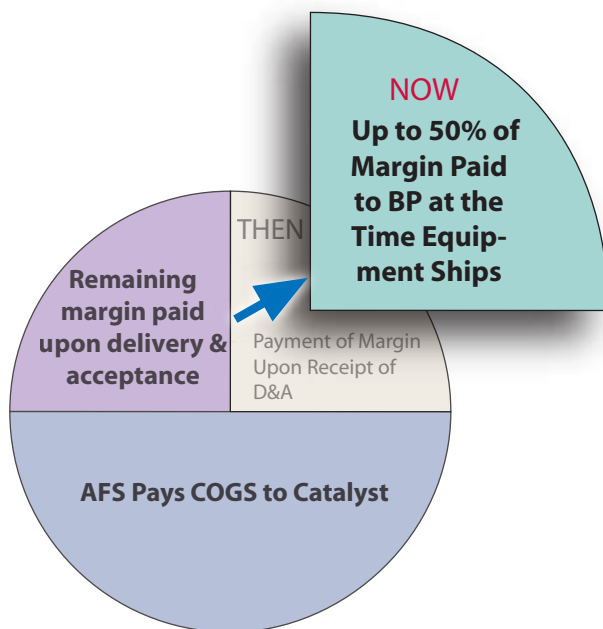 NOW
Up to 50% of
Margin Paid
to BP at the
Time Equip-
ment Ships
THEN
Remaining
margin paid
upon delivery &
acceptance
Payment of Margin
Upon Receipt of
D&A
AFS Pays COGS to Catalyst